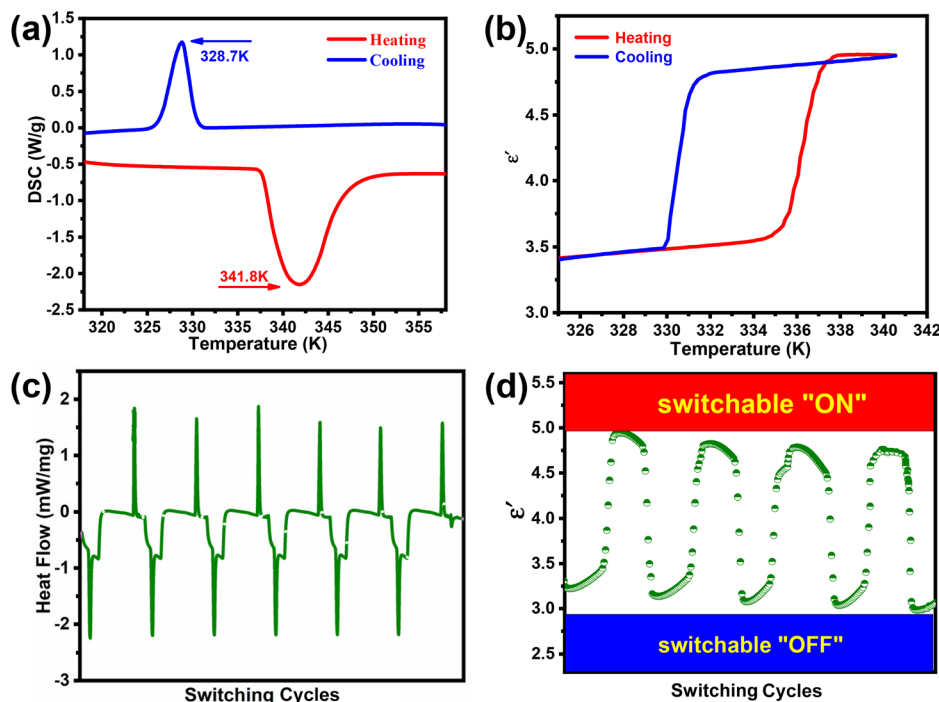 (a)
1.5
1.0
0.5
0.0
-0.5
-1.0
-1.5
-2.0
-2.5
DSC (W/g)
328.7K
Heating
Cooling
341.8K
320 325 330 335 340 345 350 355
Temperature (K)
(b)
5.0
4.5
4.0
3.5
3.0
ε′
Heating
Cooling
326 328 330 332 334 336 338 340 342
Temperature (K)
(c)
2
1
0
-1
-2
-3
Heat Flow (mW/mg)
Switching Cycles
(d)
5.5
5.0
4.5
4.0
3.5
3.0
2.5
ε′
switchable "ON"
switchable "OFF"
Switching Cycles